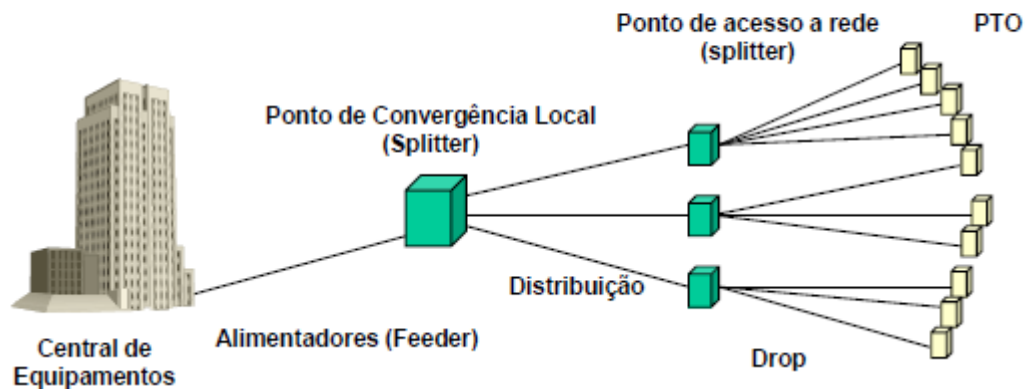 Ponto de acesso a rede
(splitter)
PTO
Ponto de Convergência Local
(Splitter)
Distribuição
Alimentadores (Feeder)
Central de
Equipamentos
Drop